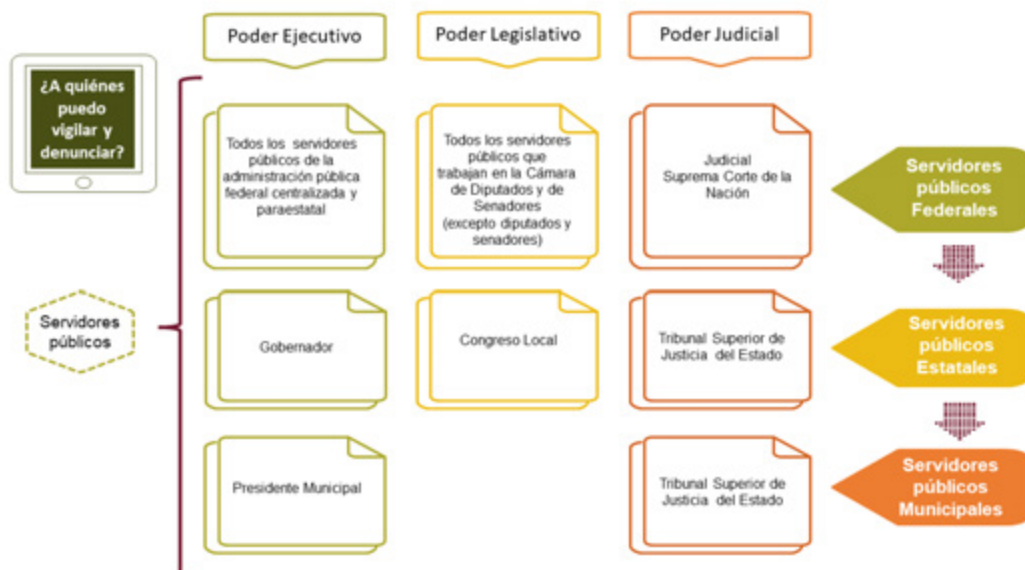 ¿A quiénes
puedo
vigilar y
denunciar?
Poder Ejecutivo
Poder Legislativo
Poder Judicial
Todos los servidores
públicos de la
administración pública
federal centralizada y
paraestatal
Todos los servidores
públicos que
trabajan en la Cámara
de Diputados y de
Senadores
(excepto diputados y
senadores)
Judicial
Suprema Corte de la
Nación
Servidores
públicos
Federales
Servidores
públicos
Gobernador
Congreso Local
Tribunal Superior de
Justicia del Estado
Servidores
públicos
Estatales
Presidente Municipal
Tribunal Superior de
Justicia del Estado
Servidores
públicos
Municipales